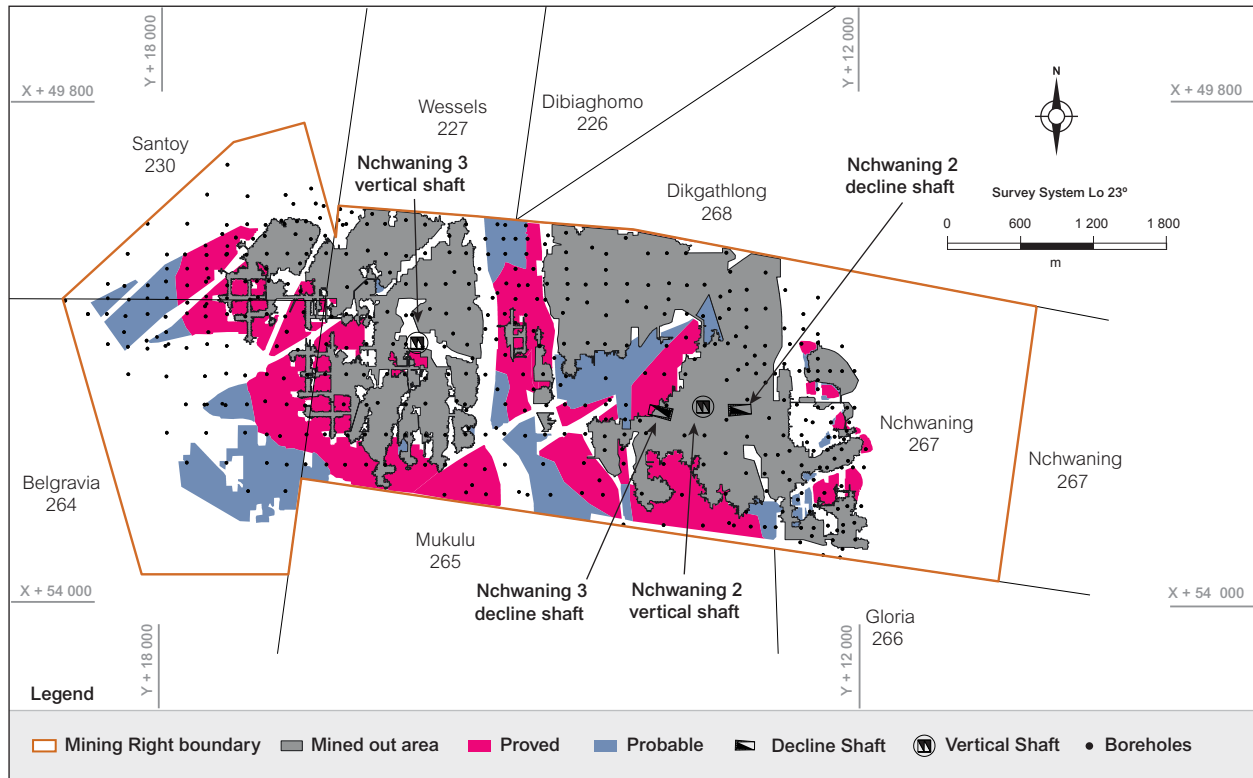 Y + 18 000
Y + 12 000
X + 49 800
X + 49 800
N
Wessels
227
Dibiaghomo
226
Santoy
230
Nchwaning 3
vertical shaft
Nchwaning 2
decline shaft
Dikgathlong
268
Survey System Lo 23º
0 600 1 200 1 800
m
Nchwaning
267
Nchwaning
267
Belgravia
264
Mukulu
265
Nchwaning 3
decline shaft
Nchwaning 2
vertical shaft
X + 54 000
X + 54 000
Gloria
266
Y + 18 000
Y + 12 000
Legend
Mining Right boundary Mined out area Proved Probable Decline Shaft Vertical Shaft Boreholes